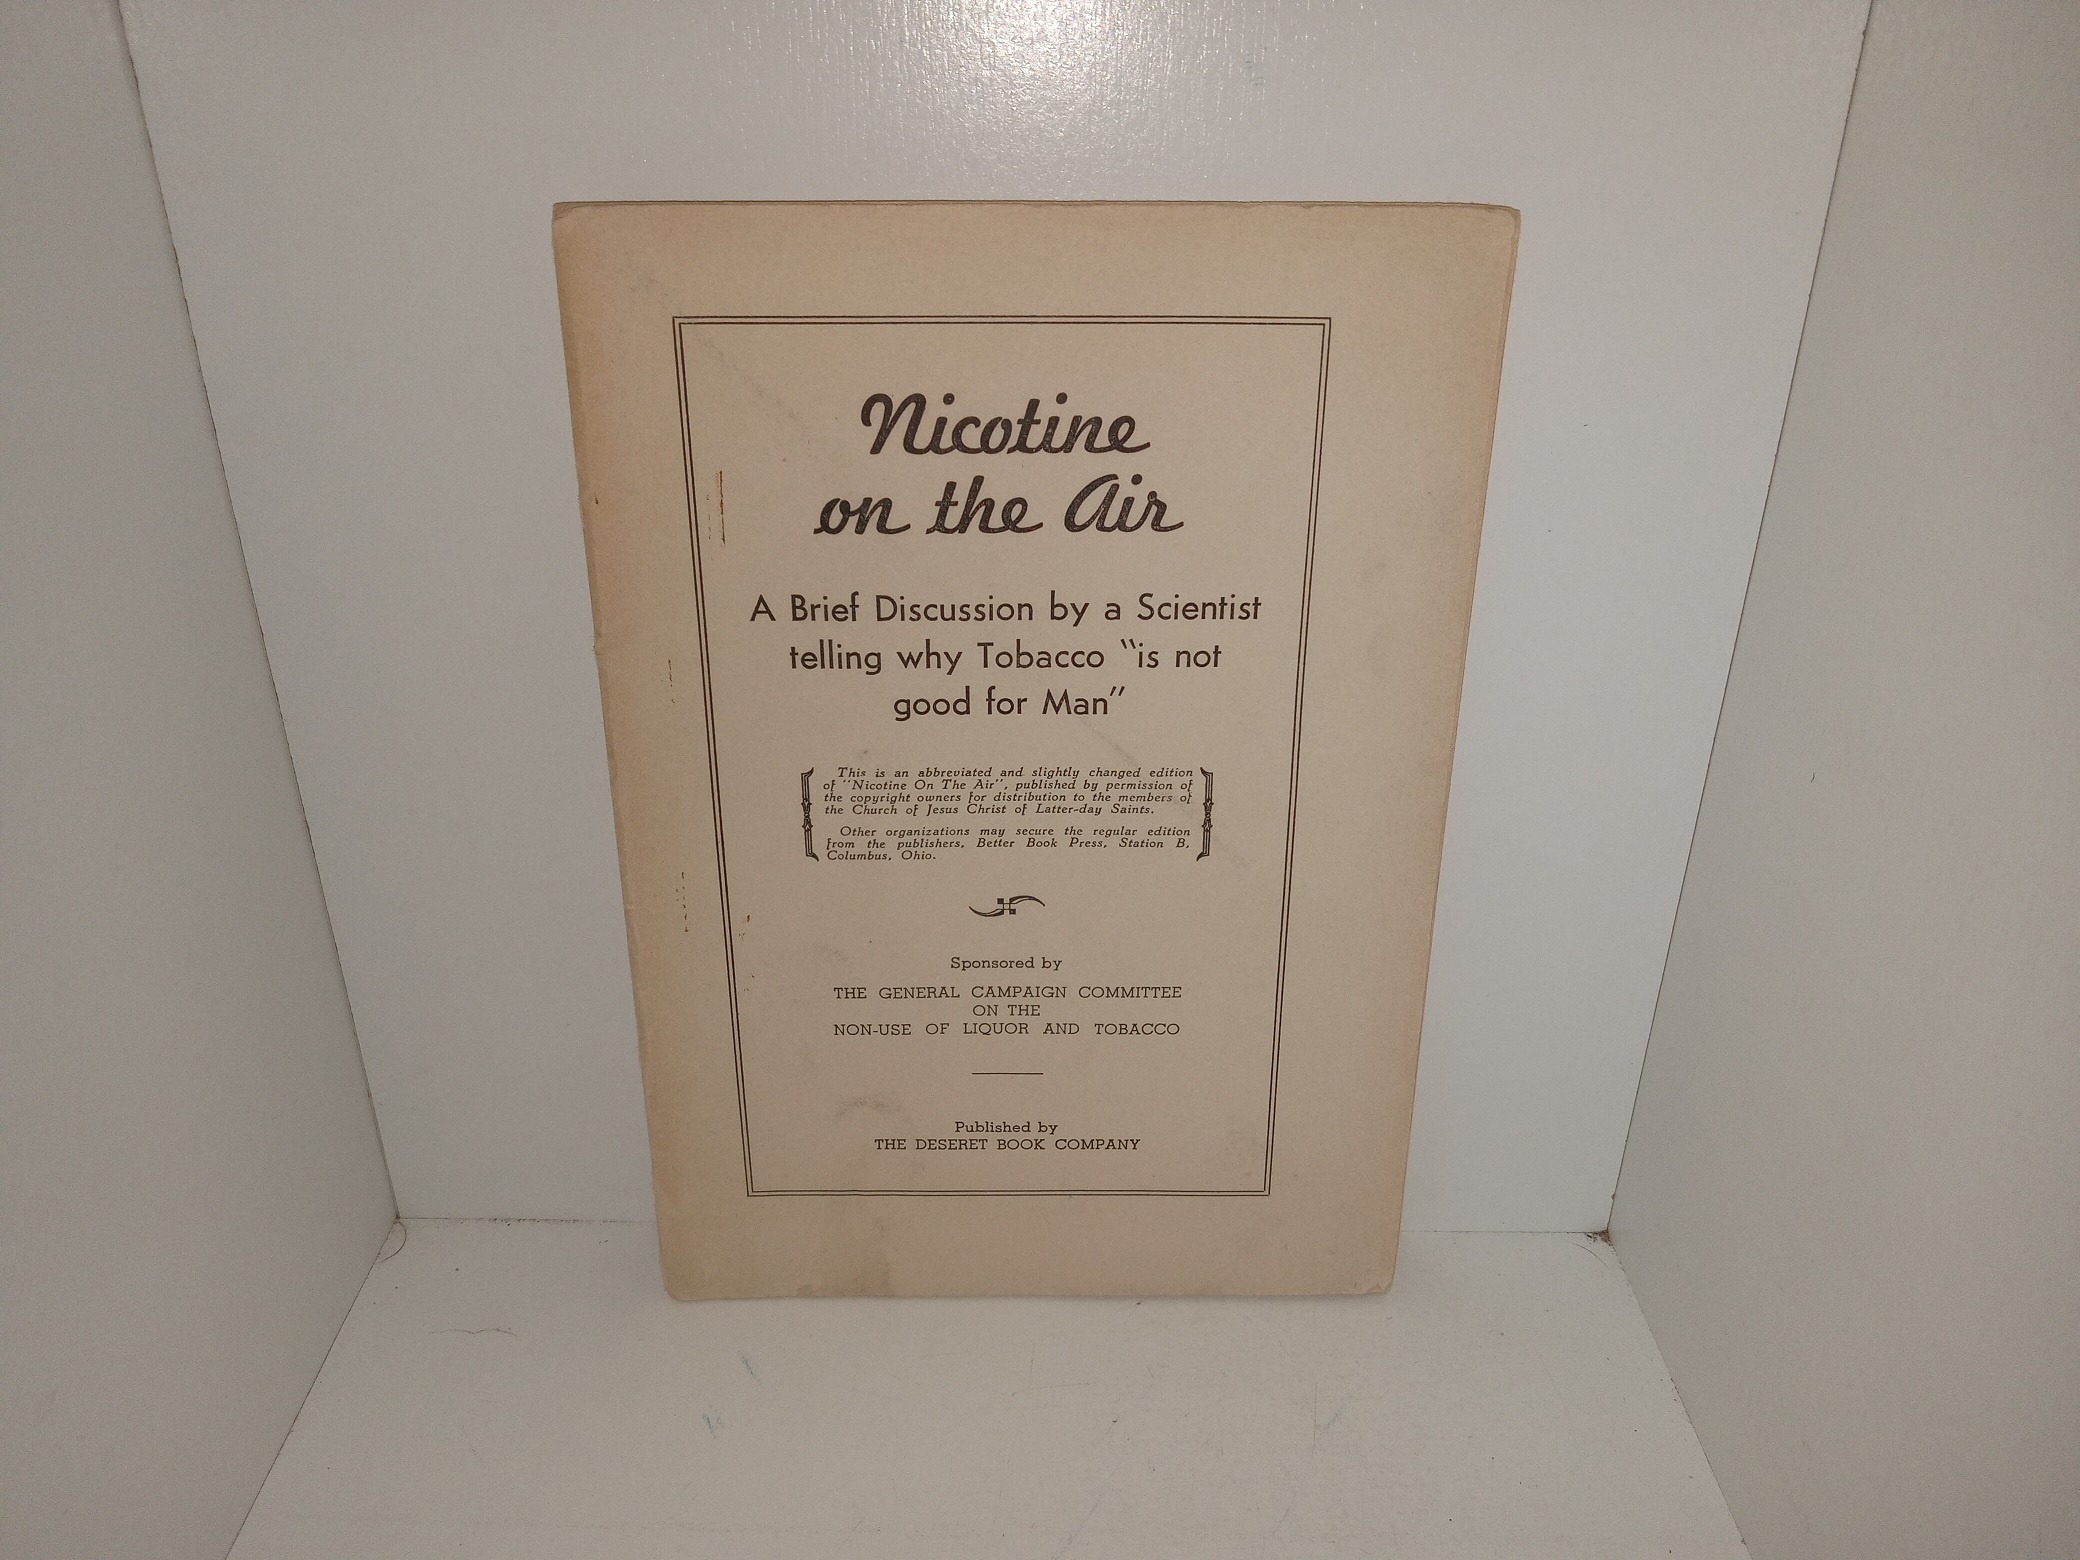 Nicotine
on the Air
A Brief Discussion by a Scientist
telling why Tobacco "is not
good for Man"
This is an abbreviated and slightly changed edition
of "Nicotine On The Air", published by permission of
the copyright owners for distribution to the members of
the Church of Jesus Christ of Latter-day Saints.
Other organizations may secure the regular edition
from the publishers, Better Book Press, Station B,
Columbus, Ohio.
Sponsored by
THE GENERAL CAMPAIGN COMMITTEE
ON THE
NON-USE OF LIQUOR AND TOBACCO
Published by
THE DESERET BOOK COMPANY